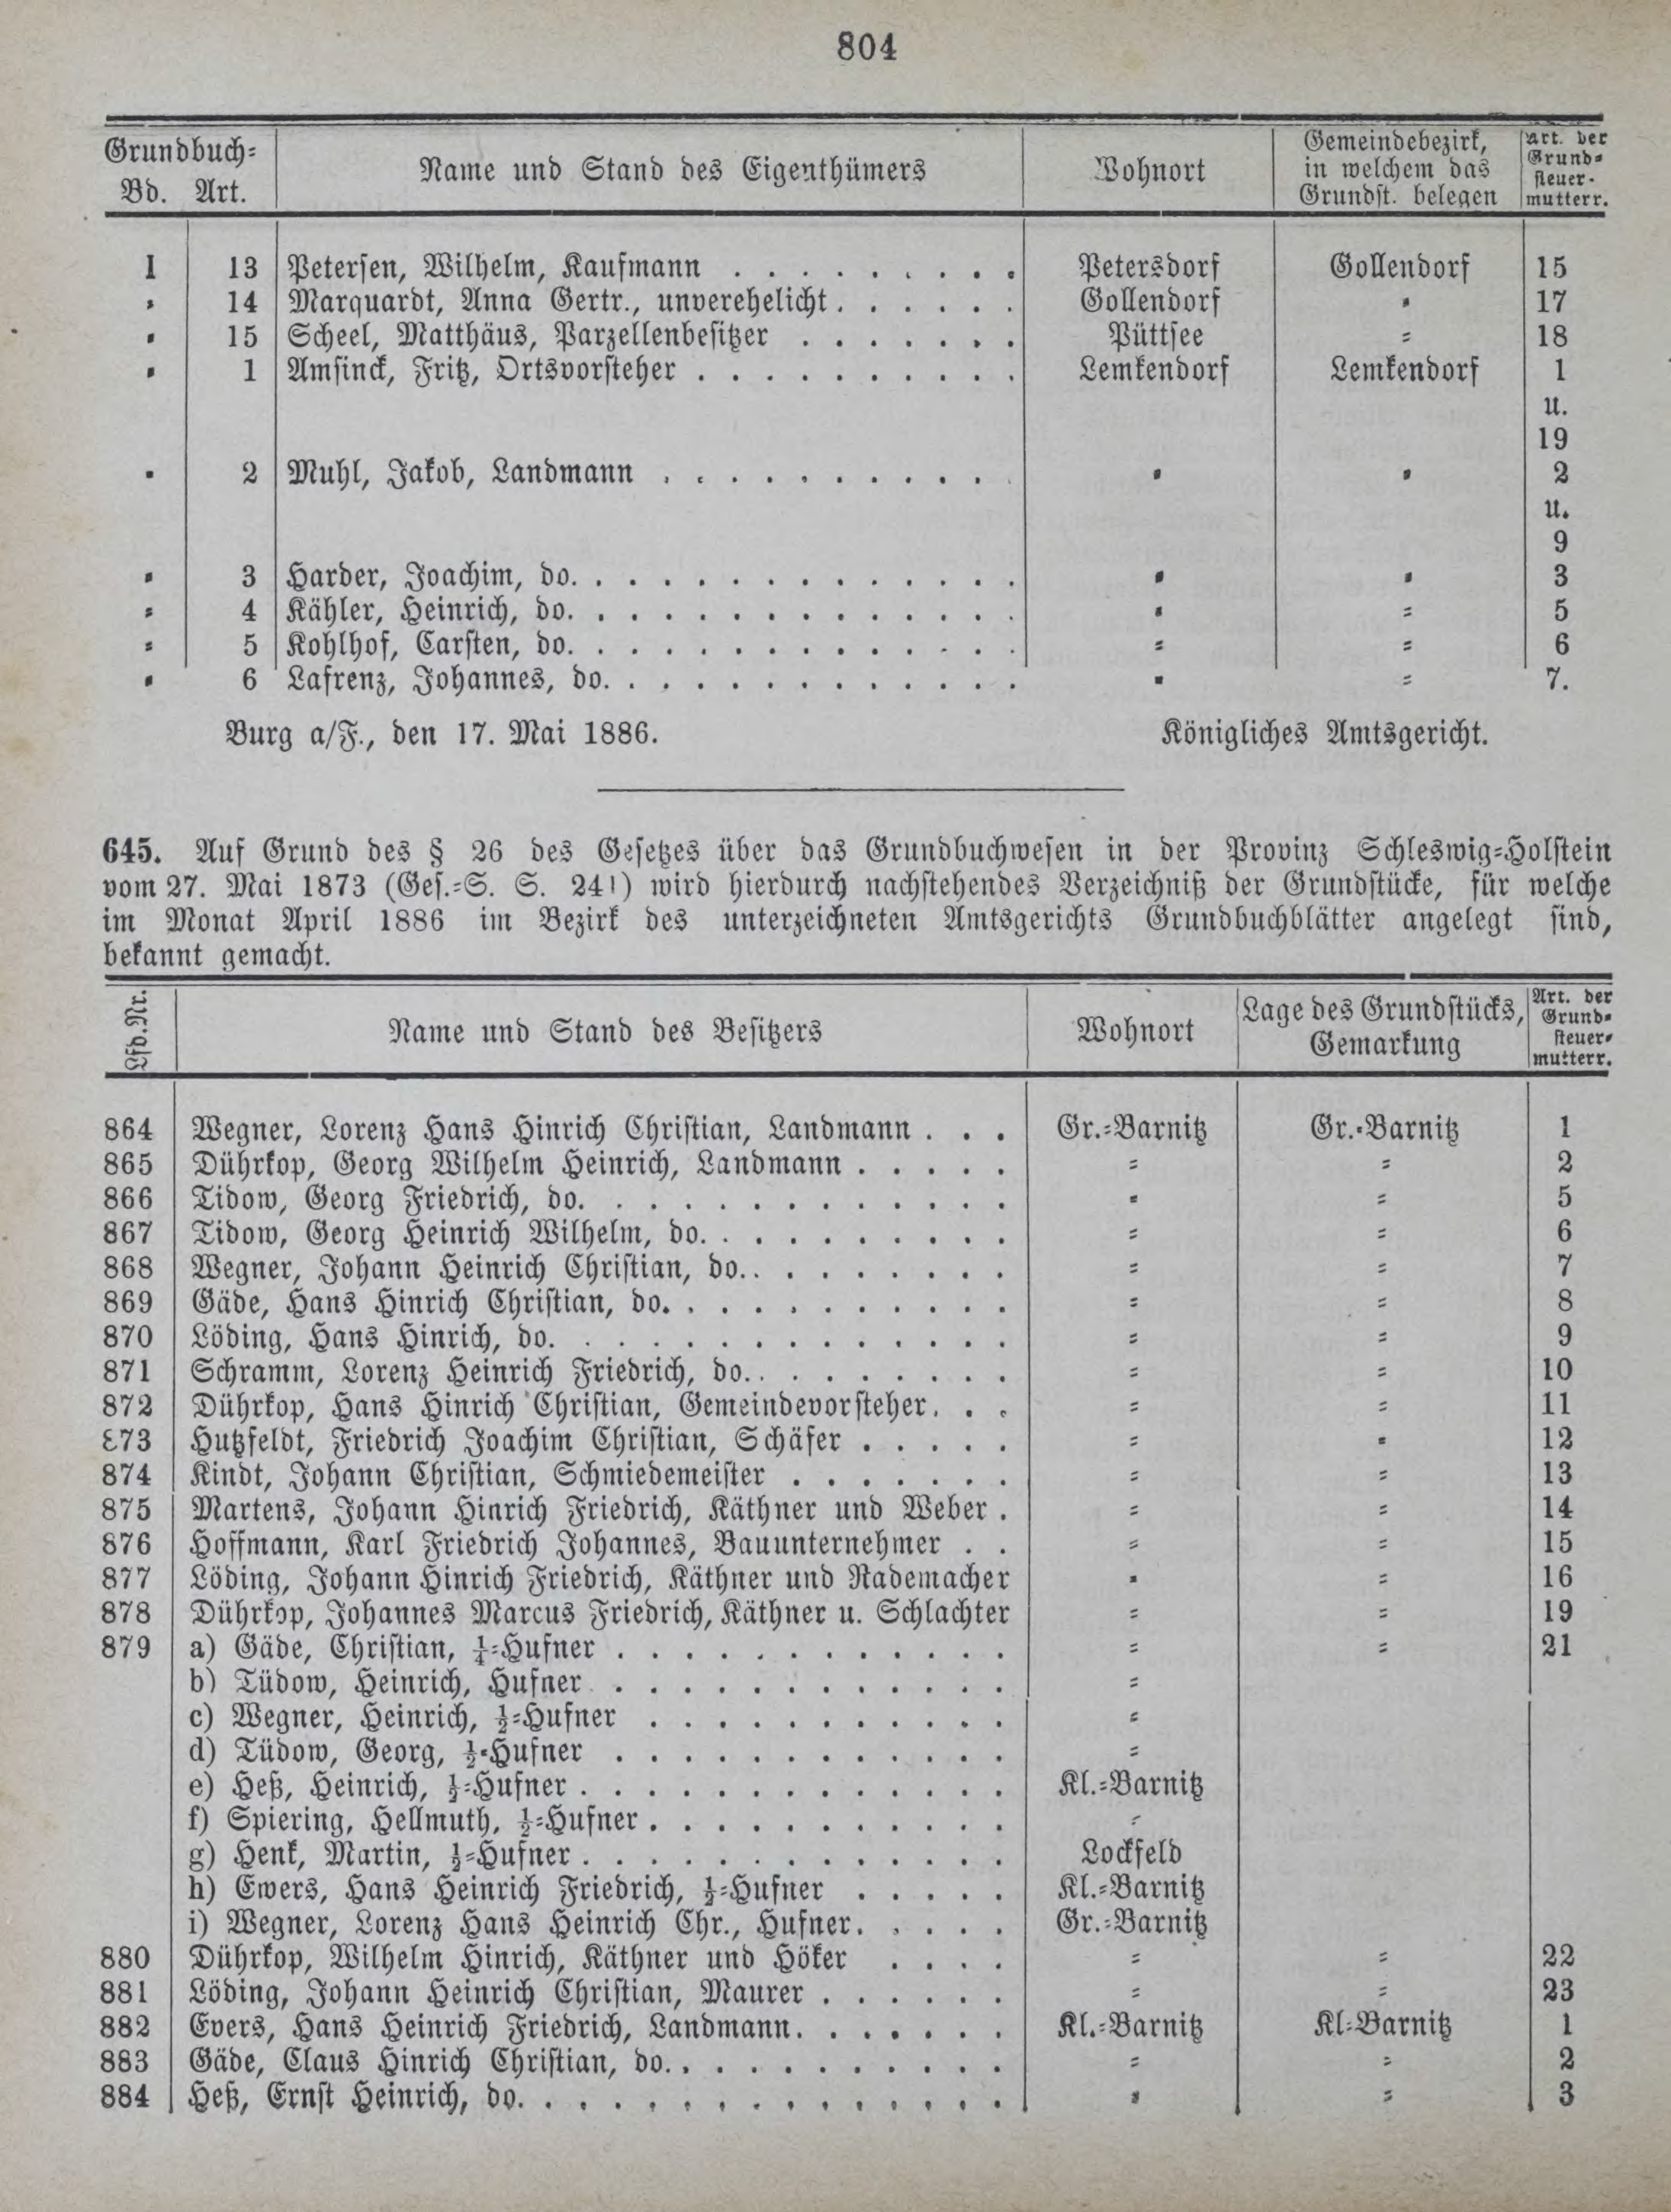 804
Grundbuch=
Bd. Art.
Name und Stand des Eigenthümers
Wohnort
Gemeindebezirk,
in welchem das
Grundst. belegen
Art. der
Grund=
steuer-
mutterr.
I 13 Petersen, Wilhelm, Kaufmann . . . . . . . . . Petersdorf Gollendorf 15
= 14 Marquardt, Anna Gertr., unverehelicht . . . . . . Gollendorf = 17
= 15 Scheel, Matthäus, Parzellenbesitzer . . . . . . . Püttsee = 18
= 1 Amsinck, Fritz, Ortsvorsteher . . . . . . . . . . Lemkendorf Lemkendorf 1
u.
19
= 2 Muhl, Jakob, Landmann . . . . . . . . . . . = = 2
u.
9
= 3 Harder, Joachim, do. . . . . . . . . . . . . . = = 3
= 4 Kähler, Heinrich, do. . . . . . . . . . . . . . = = 5
= 5 Kohlhof, Carsten, do. . . . . . . . . . . . . . = = 6
= 6 Lafrenz, Johannes, do. . . . . . . . . . . . . = = 7.
Burg a/F., den 17. Mai 1886. Königliches Amtsgericht.
645. Auf Grund des § 26 des Gesetzes über das Grundbuchwesen in der Provinz Schleswig=Holstein
vom 27. Mai 1873 (Ges.=S. S. 241) wird hierdurch nachstehendes Verzeichniß der Grundstücke, für welche
im Monat April 1886 im Bezirk des unterzeichneten Amtsgerichts Grundbuchblätter angelegt sind,
bekannt gemacht.
Lfd. Nr.
Name und Stand des Besitzers
Wohnort
Lage des Grundstücks,
Gemarkung
Art. der
Grund=
steuer=
mutterr.
864 Wegner, Lorenz Hans Hinrich Christian, Landmann . . . Gr.=Barnitz Gr.=Barnitz 1
865 Dührkop, Georg Wilhelm Heinrich, Landmann . . . . . = = 2
866 Tidow, Georg Friedrich, do. . . . . . . . . . . . . = = 5
867 Tidow, Georg Heinrich Wilhelm, do. . . . . . . . . . = = 6
868 Wegner, Johann Heinrich Christian, do. . . . . . . . . = = 7
869 Gäde, Hans Hinrich Christian, do. . . . . . . . . . . = = 8
870 Löding, Hans Hinrich, do. . . . . . . . . . . . . . = = 9
871 Schramm, Lorenz Heinrich Friedrich, do. . . . . . . . . = = 10
872 Dührkop, Hans Hinrich Christian, Gemeindevorsteher . . . = = 11
873 Hutzfeldt, Friedrich Joachim Christian, Schäfer . . . . . = = 12
874 Kindt, Johann Christian, Schmiedemeister . . . . . . . = = 13
875 Martens, Johann Hinrich Friedrich, Käthner und Weber . = = 14
876 Hoffmann, Karl Friedrich Johannes, Bauunternehmer . . = = 15
877 Löding, Johann Hinrich Friedrich, Käthner und Rademacher = = 16
878 Dührkop, Johannes Marcus Friedrich, Käthner u. Schlachter = = 19
879 a) Gäde, Christian, ¼=Hufner . . . . . . . . . . . . = = 21
b) Tüdow, Heinrich, Hufner . . . . . . . . . . . . =
c) Wegner, Heinrich, ½=Hufner . . . . . . . . . . . =
d) Tüdow, Georg, ½=Hufner . . . . . . . . . . . . =
e) Heß, Heinrich, ½=Hufner . . . . . . . . . . . . . Kl.=Barnitz
f) Spiering, Hellmuth, ½=Hufner . . . . . . . . . . . =
g) Henk, Martin, ½=Hufner . . . . . . . . . . . . . Lockfeld
h) Ewers, Hans Heinrich Friedrich, ½=Hufner . . . . . Kl.=Barnitz
i) Wegner, Lorenz Hans Heinrich Chr., Hufner . . . . . Gr.=Barnitz
880 Dührkop, Wilhelm Hinrich, Käthner und Höker . . . . = = 22
881 Löding, Johann Heinrich Christian, Maurer . . . . . . = = 23
882 Evers, Hans Heinrich Friedrich, Landmann . . . . . . . Kl.=Barnitz Kl=Barnitz 1
883 Gäde, Claus Hinrich Christian, do. . . . . . . . . . . = = 2
884 Heß, Ernst Heinrich, do. . . . . . . . . . . . . . . = = 3